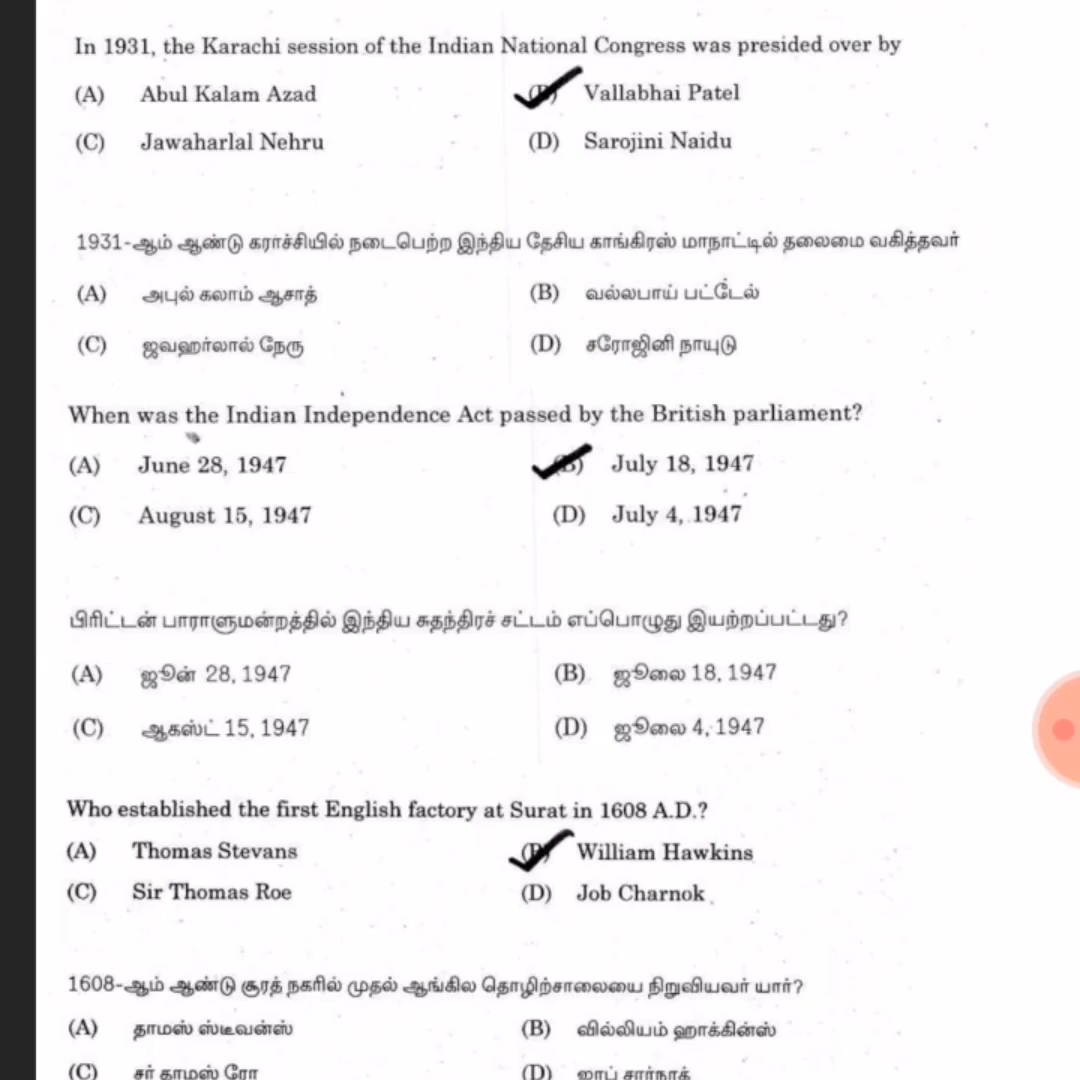 In 1931, the Karachi session of the Indian National Congress was presided over by
(A) Abul Kalam Azad (B) Vallabhai Patel
(C) Jawaharlal Nehru (D) Sarojini Naidu
1931-ஆம் ஆண்டு கராச்சியில் நடைபெற்ற இந்திய தேசிய காங்கிரஸ் மாநாட்டில் தலைமை வகித்தவர்
(A) அபுல் கலாம் ஆசாத் (B) வல்லபாய் பட்டேல்
(C) ஜவஹர்லால் நேரு (D) சரோஜினி நாயுடு
When was the Indian Independence Act passed by the British parliament?
(A) June 28, 1947 (B) July 18, 1947
(C) August 15, 1947 (D) July 4, 1947
பிரிட்டன் பாராளுமன்றத்தில் இந்திய சுதந்திரச் சட்டம் எப்பொழுது இயற்றப்பட்டது?
(A) ஜூன் 28, 1947 (B) ஜூலை 18, 1947
(C) ஆகஸ்ட் 15, 1947 (D) ஜூலை 4, 1947
Who established the first English factory at Surat in 1608 A.D.?
(A) Thomas Stevans (B) William Hawkins
(C) Sir Thomas Roe (D) Job Charnok
1608-ஆம் ஆண்டு சூரத் நகரில் முதல் ஆங்கில தொழிற்சாலையை நிறுவியவர் யார்?
(A) தாமஸ் ஸ்டீவன்ஸ் (B) வில்லியம் ஹாக்கின்ஸ்
(C) சர் தாமஸ் ரோ (D) ஜாப் சார்நாக்